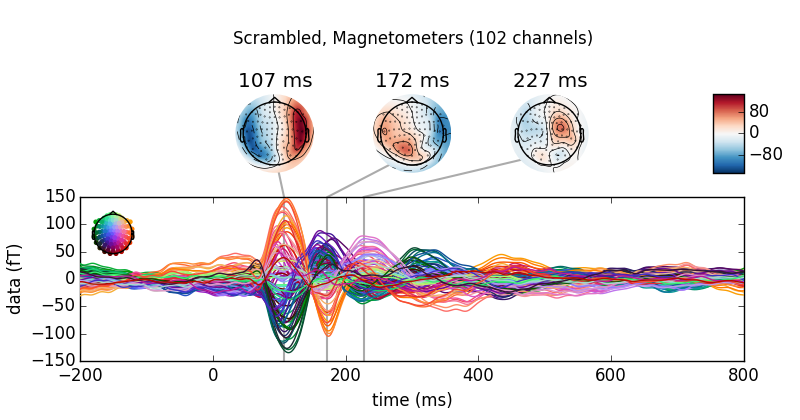 Scrambled, Magnetometers (102 channels)
107 ms 172 ms 227 ms
80
0
−80
data (fT)
150
100
50
0
−50
−100
−150
−200 0 200 400 600 800
time (ms)